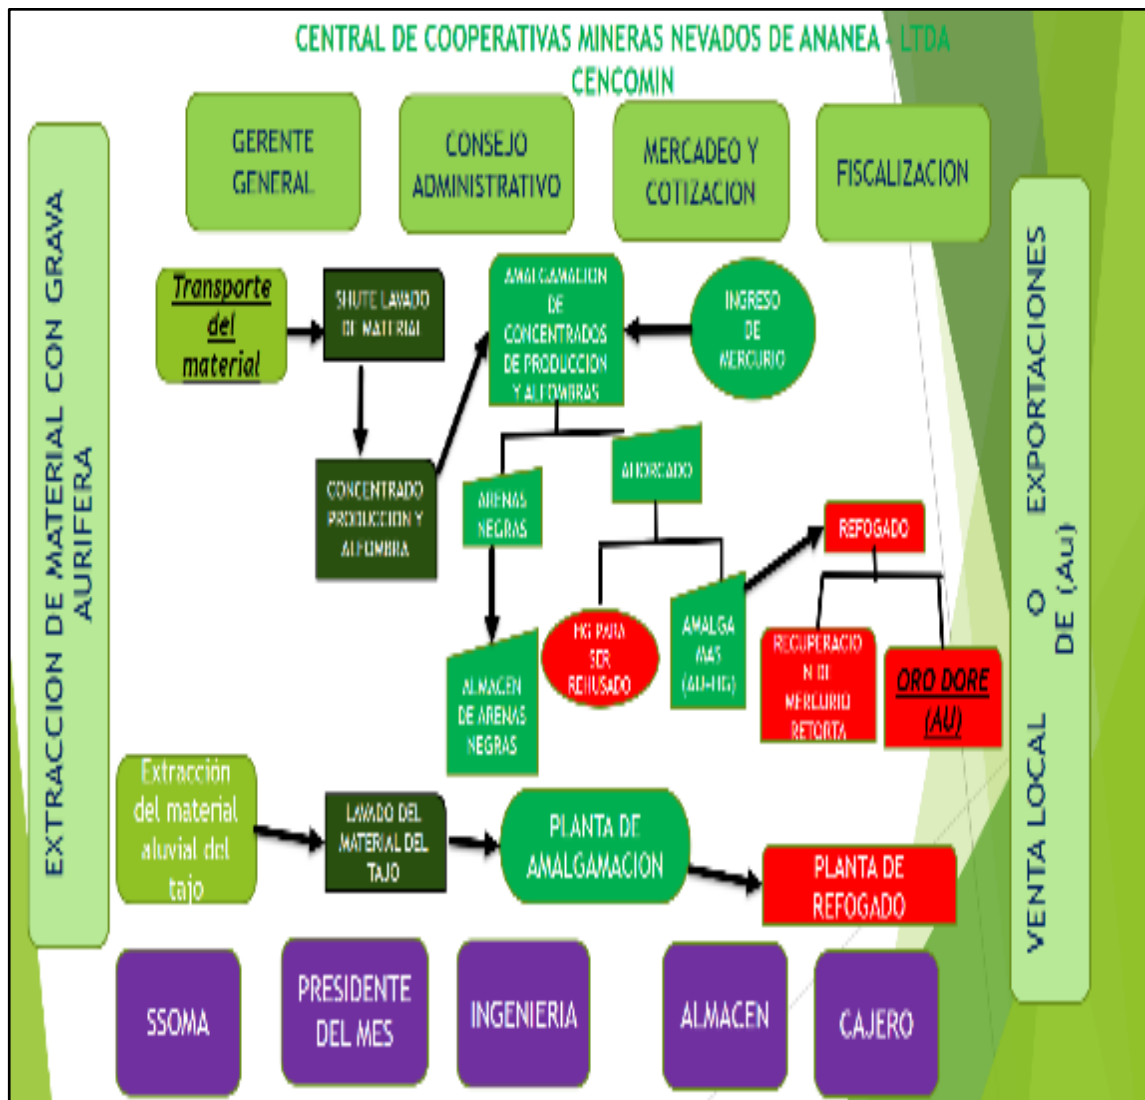 CENTRAL DE COOPERATIVAS MINERAS NEVADOS DE ANANEA - LTDA
CENCOMIN
EXTRACCION DE MATERIAL CON GRAVA
AURIFERA
GERENTE
GENERAL
CONSEJO
ADMINISTRATIVO
MERCADEO Y
COTIZACION
FISCALIZACION
Transporte
del
material
SHUTE LAVADO
DE MATERIAL
AMALGAMACION
DE
CONCENTRADOS
DE PRODUCCION
Y ALFOMBRAS
INGRESO
DE
MERCURIO
CONCENTRADO
PRODUCCION Y
ALFOMBRA
ARENAS
NEGRAS
AHORCADO
REFOGADO
ALMACEN
DE ARENAS
NEGRAS
HG PARA
SER
REHUSADO
AMALGA
MAS
(AU-HG)
RECUPERACIO
N DE
MERCURIO
RETORTA
ORO DORE
(AU)
Extracción
del material
aluvial del
tajo
LAVADO DEL
MATERIAL DEL
TAJO
PLANTA DE
AMALGAMACION
PLANTA DE
REFOGADO
SSOMA
PRESIDENTE
DEL MES
INGENIERIA
ALMACEN
CAJERO
VENTA LOCAL O EXPORTACIONES
DE (Au)